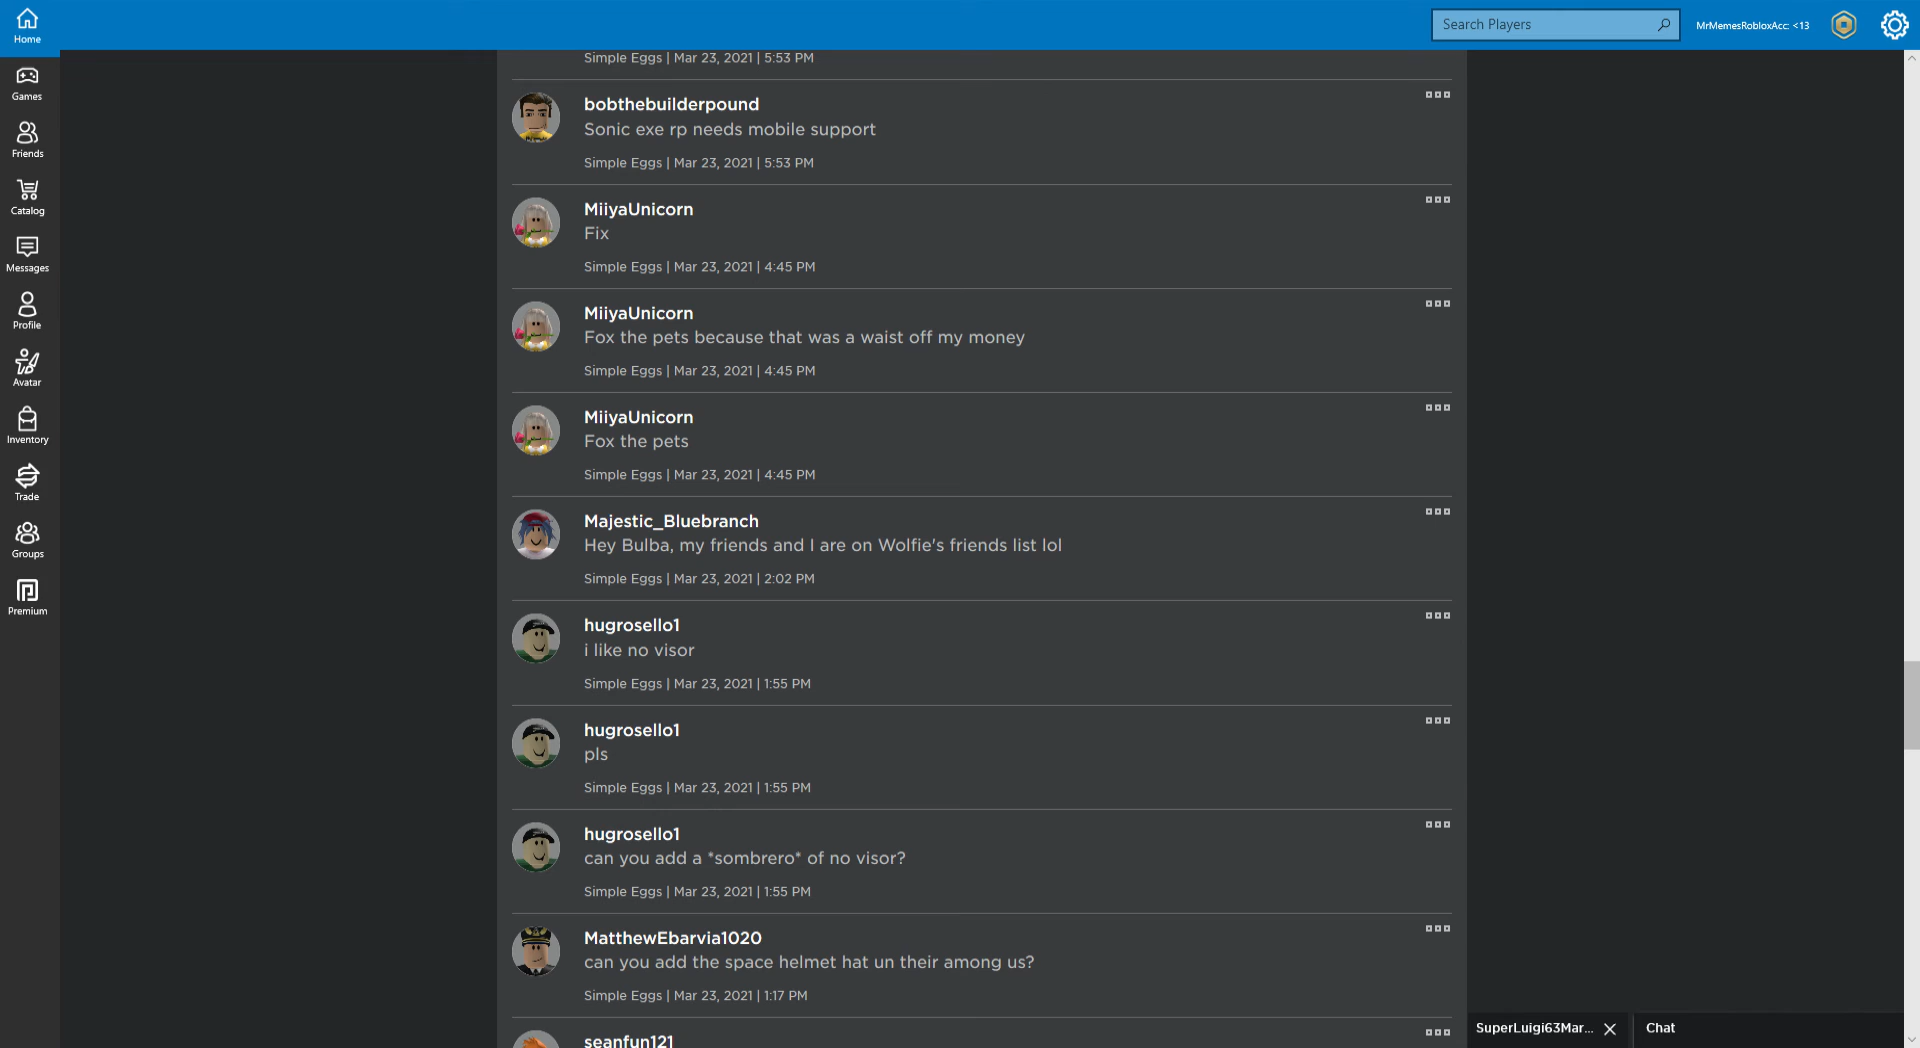 Home
Search Players
MrMemesRobloxAcc: <13
Games
Friends
Catalog
Messages
Profile
Avatar
Inventory
Trade
Groups
Premium
Simple Eggs | Mar 23, 2021 | 5:53 PM
bobthebuilderpound
Sonic exe rp needs mobile support
Simple Eggs | Mar 23, 2021 | 5:53 PM
MiiyaUnicorn
Fix
Simple Eggs | Mar 23, 2021 | 4:45 PM
MiiyaUnicorn
Fox the pets because that was a waist off my money
Simple Eggs | Mar 23, 2021 | 4:45 PM
MiiyaUnicorn
Fox the pets
Simple Eggs | Mar 23, 2021 | 4:45 PM
Majestic_Bluebranch
Hey Bulba, my friends and I are on Wolfie's friends list lol
Simple Eggs | Mar 23, 2021 | 2:02 PM
hugrosello1
i like no visor
Simple Eggs | Mar 23, 2021 | 1:55 PM
hugrosello1
pls
Simple Eggs | Mar 23, 2021 | 1:55 PM
hugrosello1
can you add a *sombrero* of no visor?
Simple Eggs | Mar 23, 2021 | 1:55 PM
MatthewEbarvia1020
can you add the space helmet hat un their among us?
Simple Eggs | Mar 23, 2021 | 1:17 PM
seanfun121
SuperLuigi63Mar...
Chat